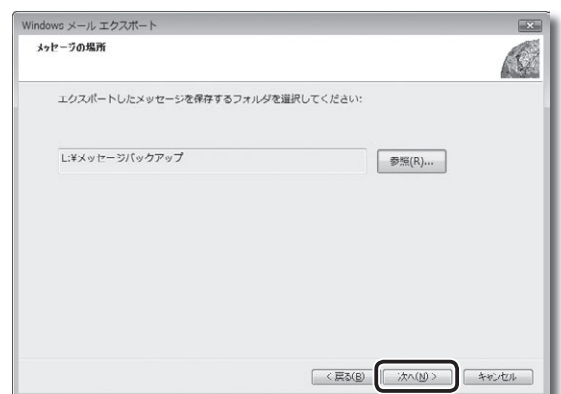 Windows メール エクスポート
メッセージの場所
エクスポートしたメッセージを保存するフォルダを選択してください:
L:¥メッセージバックアップ
参照(R)...
< 戻る(B)
次へ(N) >
キャンセル